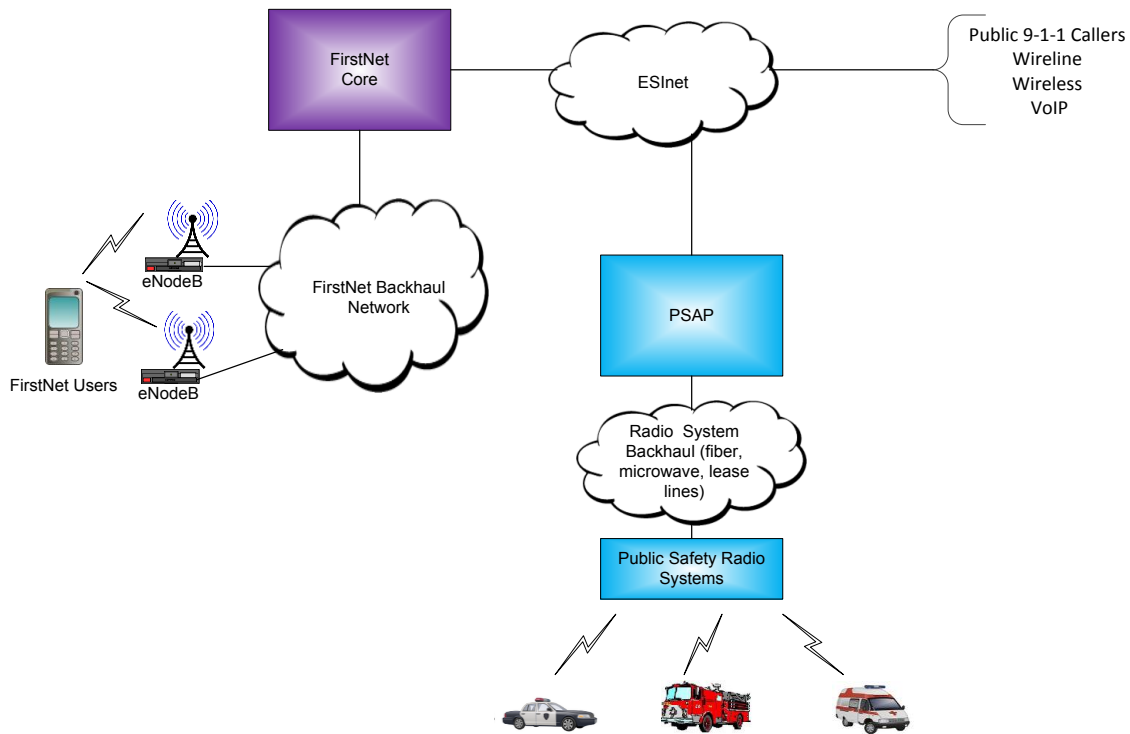 FirstNet
Core
ESInet
Public 9-1-1 Callers
Wireline
Wireless
VoIP
eNodeB
FirstNet Backhaul
Network
PSAP
FirstNet Users
eNodeB
Radio System
Backhaul (fiber,
microwave, lease
lines)
Public Safety Radio
Systems